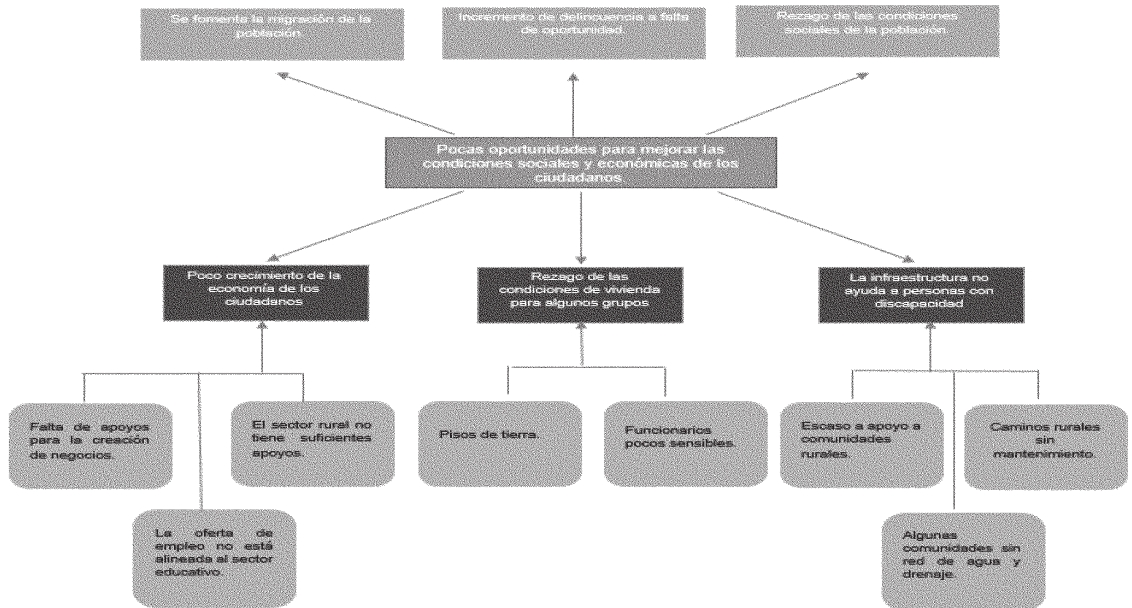 Se fomenta la migración de la
población.
Incremento de delincuencia a falta
de oportunidad.
Rezago de las condiciones
sociales de la población.
Pocas oportunidades para mejorar las
condiciones sociales y económicas de los
ciudadanos.
Poco crecimiento de la
economía de los
ciudadanos
Rezago de las
condiciones de vivienda
para algunos grupos
La infraestructura no
ayuda a personas con
discapacidad
Falta de apoyos
para la creación
de negocios.
El sector rural no
tiene suficientes
apoyos.
Pisos de tierra.
Funcionarios
pocos sensibles.
Escaso a apoyo a
comunidades
rurales.
Caminos rurales
sin
mantenimiento.
La oferta de
empleo no está
alineada al sector
educativo.
Algunas
comunidades sin
red de agua y
drenaje.